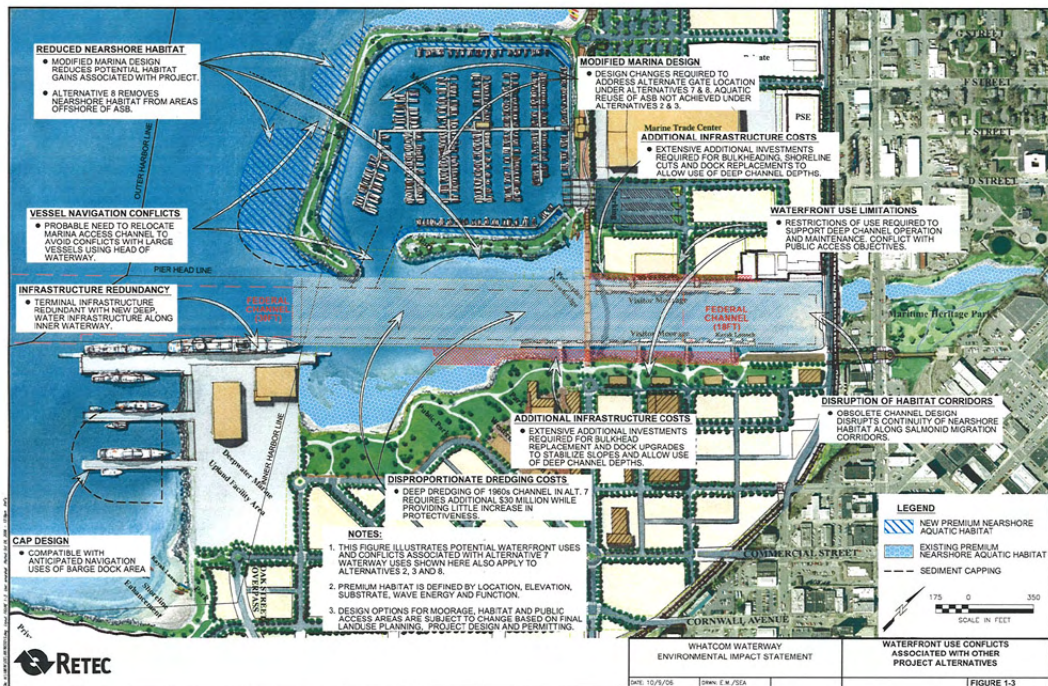 REDUCED NEARSHORE HABITAT
• MODIFIED MARINA DESIGN
REDUCES POTENTIAL HABITAT
GAINS ASSOCIATED WITH PROJECT.
• ALTERNATIVE 8 REMOVES
NEARSHORE HABITAT FROM AREAS
OFFSHORE OF ASB.
OUTER HARBOR LINE
MODIFIED MARINA DESIGN
• DESIGN CHANGES REQUIRED TO
ADDRESS ALTERNATE GATE LOCATION
UNDER ALTERNATIVES 7 & 8. AQUATIC
REUSE OF ASB NOT ACHIEVED UNDER
ALTERNATIVES 2 & 3.
Marine Trade Center
PSE
G STREET
F STREET
E STREET
D STREET
ADDITIONAL INFRASTRUCTURE COSTS
• EXTENSIVE ADDITIONAL INVESTMENTS
REQUIRED FOR BULKHEADING, SHORELINE
CUTS AND DOCK REPLACEMENTS TO
ALLOW USE OF DEEP CHANNEL DEPTHS.
VESSEL NAVIGATION CONFLICTS
• PROBABLE NEED TO RELOCATE
MARINA ACCESS CHANNEL TO
AVOID CONFLICTS WITH LARGE
VESSELS USING HEAD OF
WATERWAY.
WATERFRONT USE LIMITATIONS
• RESTRICTIONS OF USE REQUIRED TO
SUPPORT DEEP CHANNEL OPERATION
AND MAINTENANCE. CONFLICT WITH
PUBLIC ACCESS OBJECTIVES.
PIER HEAD LINE
INFRASTRUCTURE REDUNDANCY
• TERMINAL INFRASTRUCTURE
REDUNDANT WITH NEW DEEP,
WATER INFRASTRUCTURE ALONG
INNER WATERWAY.
FEDERAL
CHANNEL
Visitor Moorage
FEDERAL
CHANNEL
(18FT)
Visitor Moorage
Kayak Launch
Maritime Heritage Park
INNER HARBOR LINE
Deepwater Marine
Upland Facility Area
Public Park
ADDITIONAL INFRASTRUCTURE COSTS
• EXTENSIVE ADDITIONAL INVESTMENTS
REQUIRED FOR BULKHEAD
REPLACEMENT AND DOCK UPGRADES
TO STABILIZE SLOPES AND ALLOW
USE OF DEEP CHANNEL DEPTHS.
DISRUPTION OF HABITAT CORRIDORS
• OBSOLETE CHANNEL DESIGN
DISRUPTS CONTINUITY OF NEARSHORE
HABITAT ALONG SALMONID MIGRATION
CORRIDORS.
DISPROPORTIONATE DREDGING COSTS
• DEEP DREDGING OF 1960s CHANNEL IN ALT. 7
REQUIRES ADDITIONAL $30 MILLION WHILE
PROVIDING LITTLE INCREASE IN
PROTECTIVENESS.
CAP DESIGN
• COMPATIBLE WITH
ANTICIPATED NAVIGATION
USES OF BARGE DOCK AREA
Shoreline
Enhancement
OAK STREET
OVERPASS
NOTES:
1. THIS FIGURE ILLUSTRATES POTENTIAL WATERFRONT USES
AND CONFLICTS ASSOCIATED WITH ALTERNATIVE 7
WATERWAY USES SHOWN HERE ALSO APPLY TO
ALTERNATIVES 2, 3 AND 8.
2. PREMIUM HABITAT IS DEFINED BY LOCATION, ELEVATION,
SUBSTRATE, WAVE ENERGY AND FUNCTION.
3. DESIGN OPTIONS FOR MOORAGE, HABITAT AND PUBLIC
ACCESS AREAS ARE SUBJECT TO CHANGE BASED ON FINAL
LANDUSE PLANNING, PROJECT DESIGN AND PERMITTING.
COMMERCIAL STREET
CORNWALL AVENUE
LEGEND
NEW PREMIUM NEARSHORE
AQUATIC HABITAT
EXISTING PREMIUM
NEARSHORE AQUATIC HABITAT
SEDIMENT CAPPING
175 0 350
SCALE IN FEET
RETEC
WHATCOM WATERWAY
ENVIRONMENTAL IMPACT STATEMENT
WATERFRONT USE CONFLICTS
ASSOCIATED WITH OTHER
PROJECT ALTERNATIVES
DATE: 10/9/06
DRWN: E.M./SEA
FIGURE 1-3